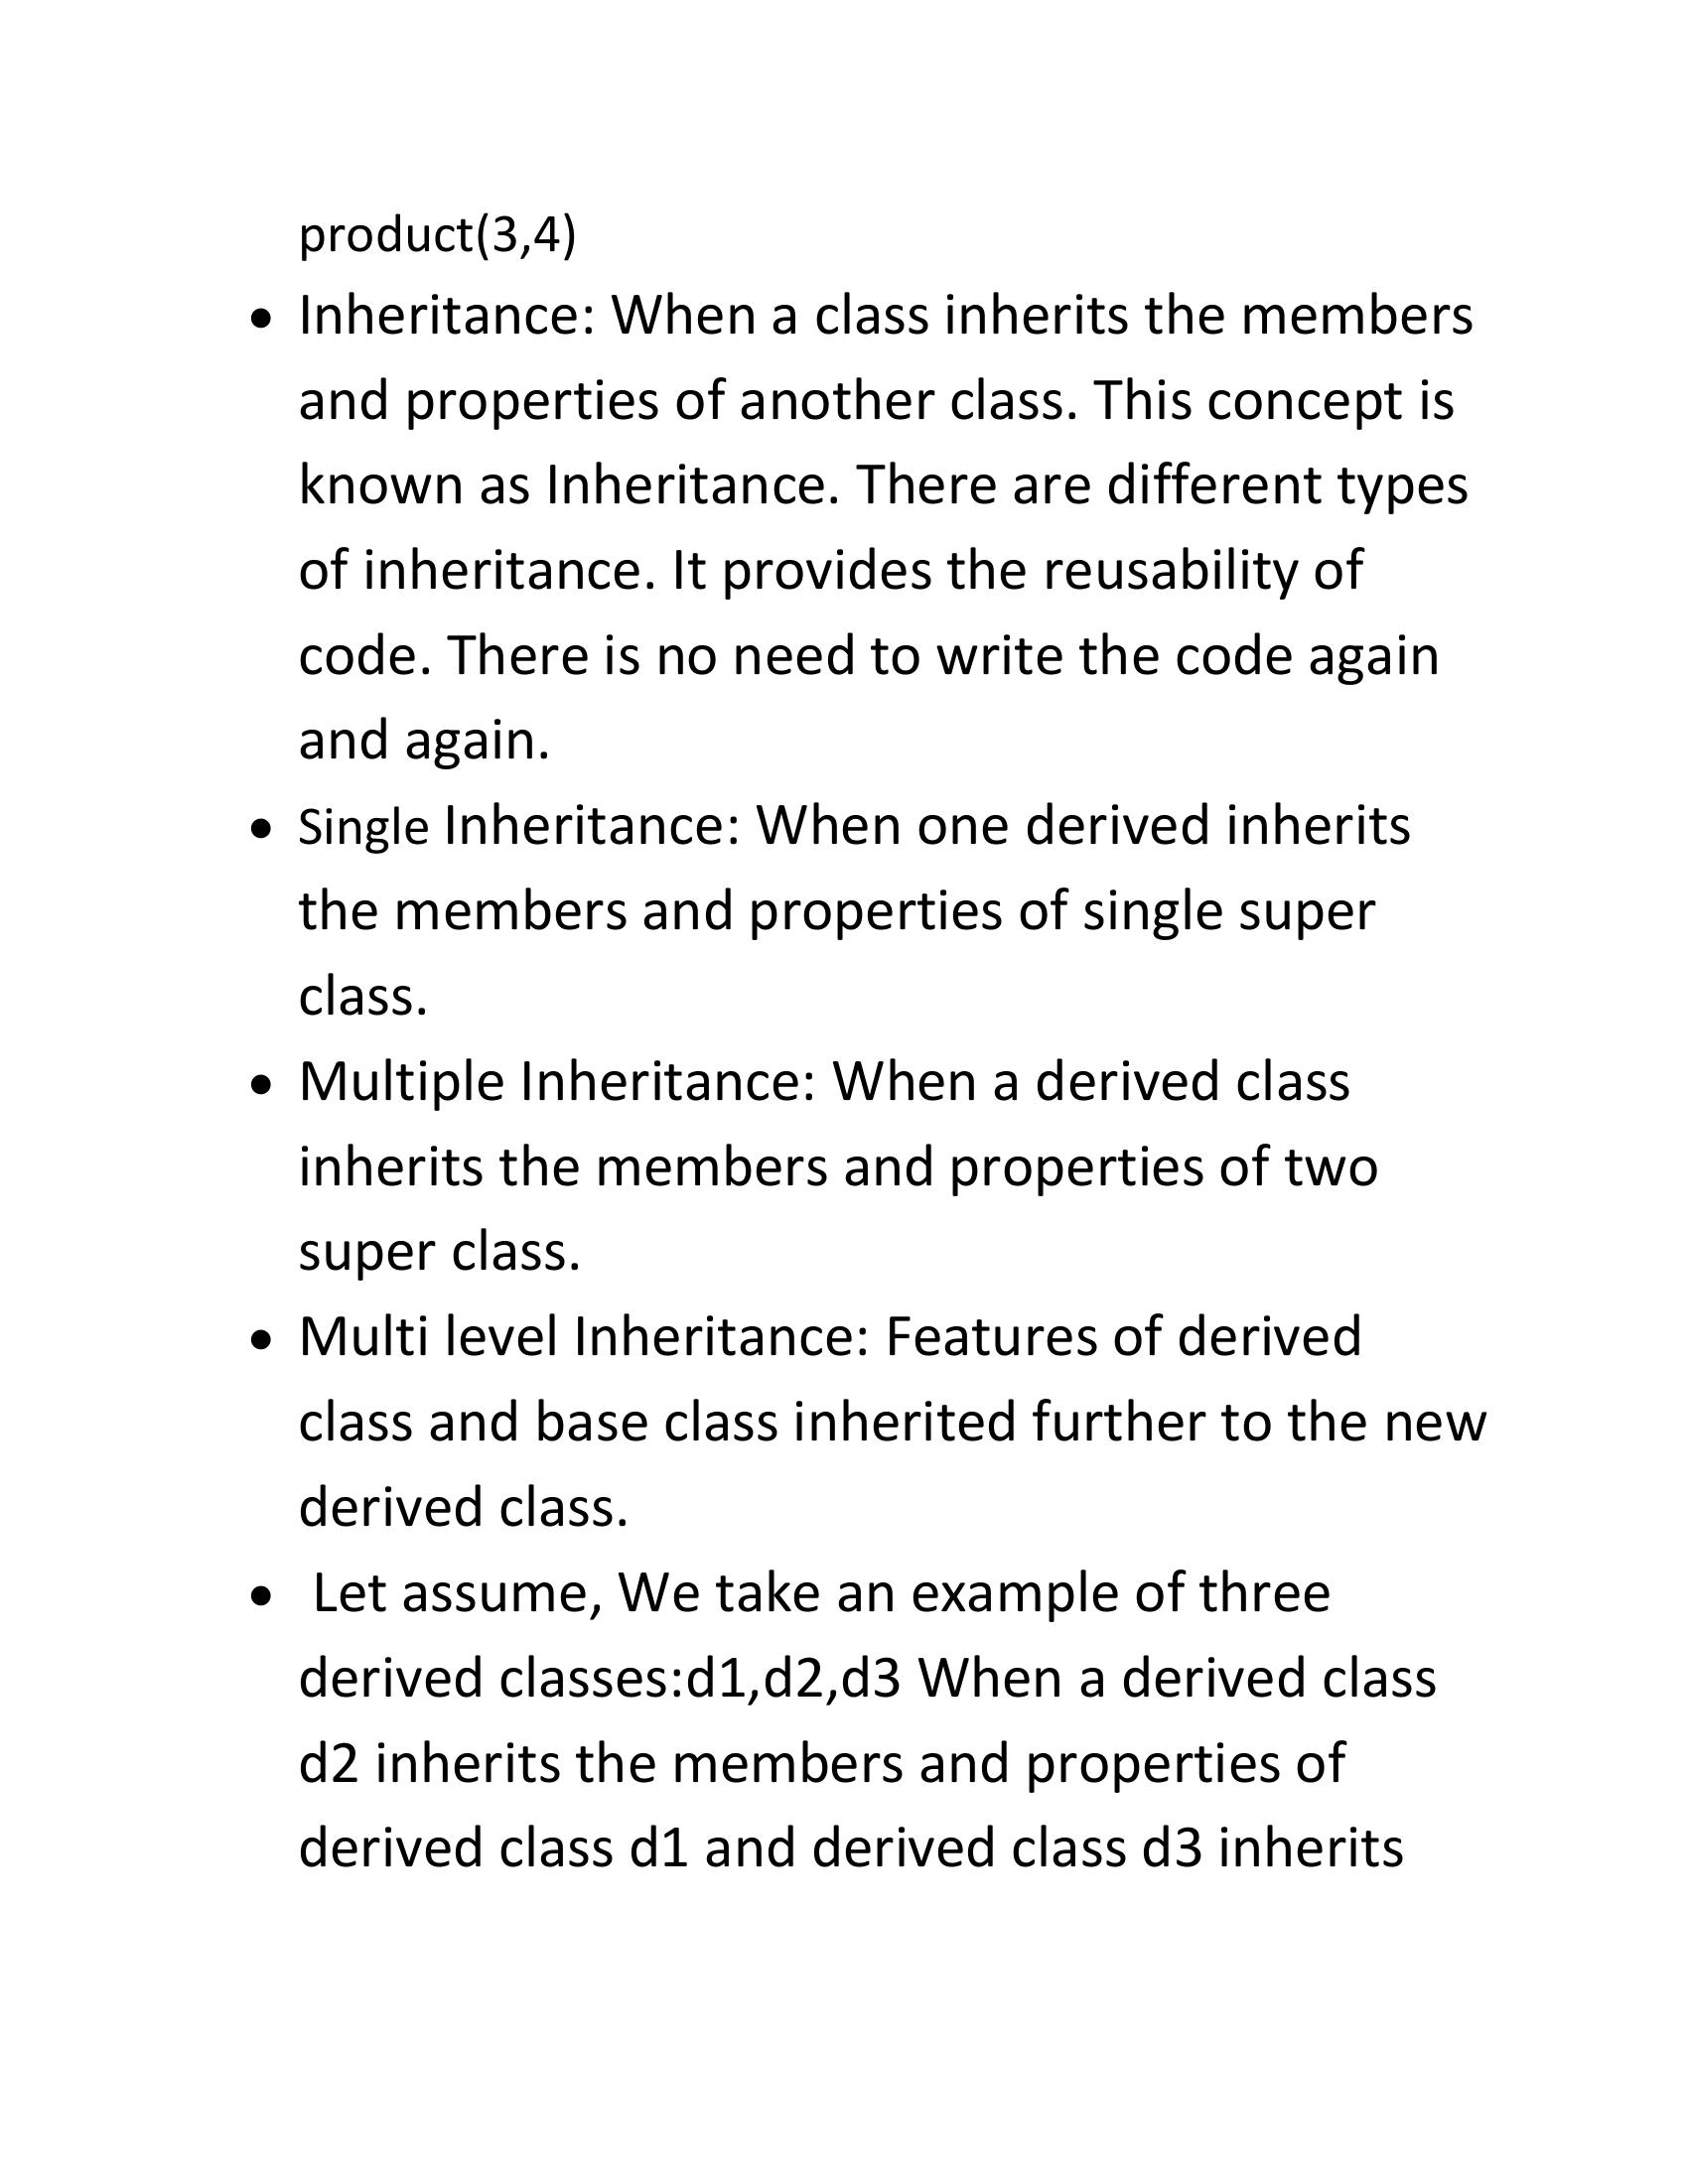 product(3,4)
• Inheritance: When a class inherits the members
and properties of another class. This concept is
known as Inheritance. There are different types
of inheritance. It provides the reusability of
code. There is no need to write the code again
and again.
• Single Inheritance: When one derived inherits
the members and properties of single super
class.
• Multiple Inheritance: When a derived class
inherits the members and properties of two
super class.
• Multi level Inheritance: Features of derived
class and base class inherited further to the new
derived class.
• Let assume, We take an example of three
derived classes:d1,d2,d3 When a derived class
d2 inherits the members and properties of
derived class d1 and derived class d3 inherits